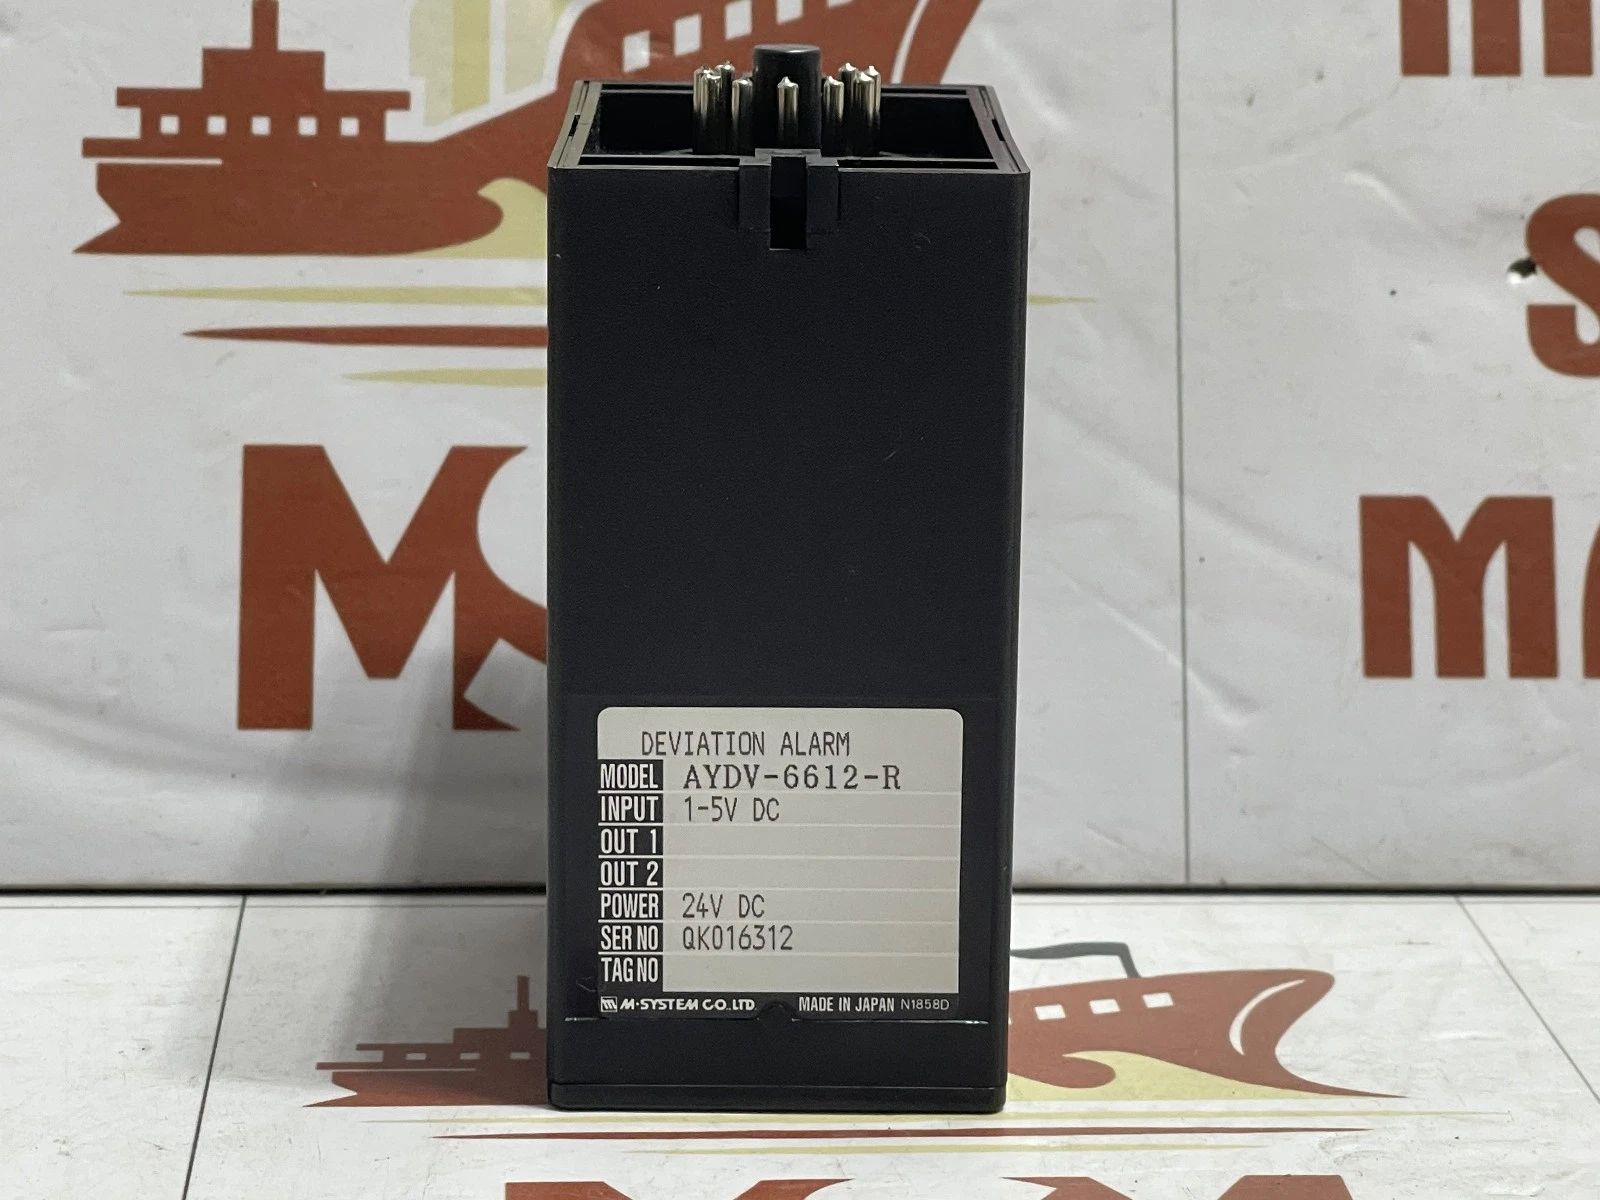 DEVIATION ALARM
MODEL AYDV-6612-R
INPUT 1-5V DC
OUT 1
OUT 2
POWER 24V DC
SER NO QK016312
TAG NO
M-SYSTEM CO.,LTD. MADE IN JAPAN N1858D